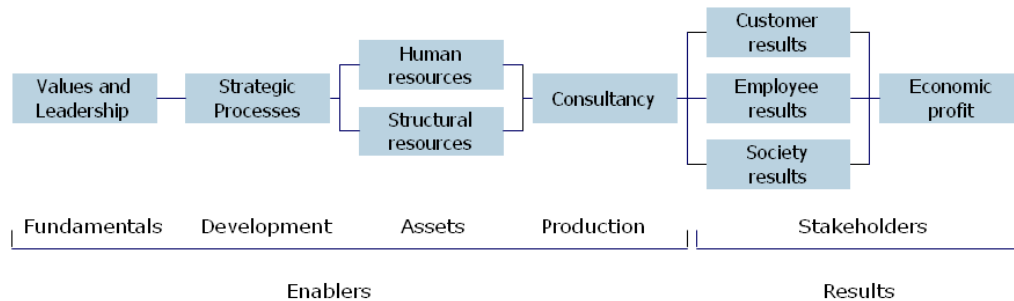 Values and
Leadership
Strategic
Processes
Human
resources
Structural
resources
Consultancy
Customer
results
Employee
results
Society
results
Economic
profit
Fundamentals
Development
Assets
Production
Stakeholders
Enablers
Results